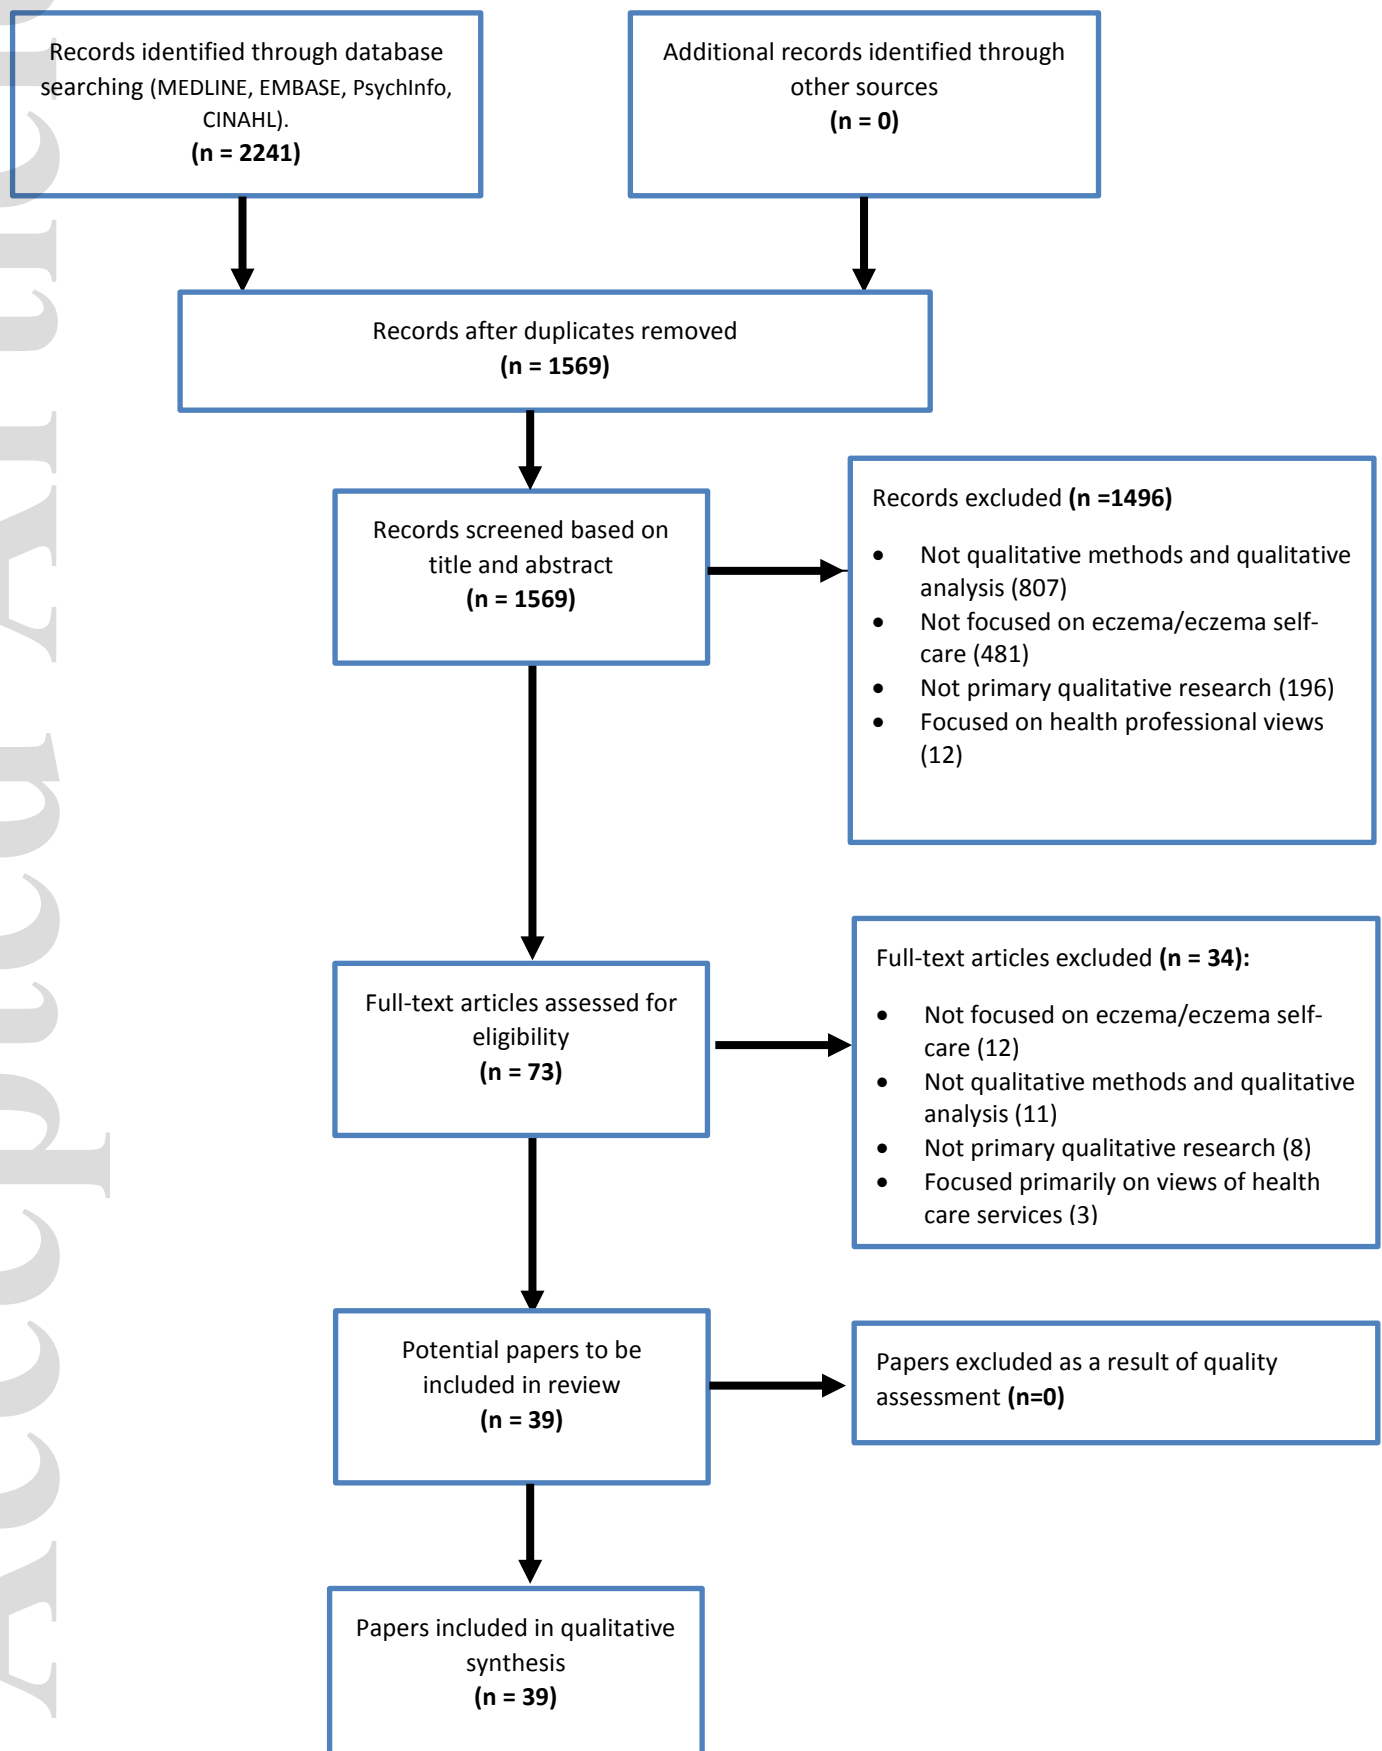 Records identified through database
searching (MEDLINE, EMBASE, PsychInfo,
CINAHL).
(n = 2241)
Additional records identified through
other sources
(n = 0)
Records after duplicates removed
(n = 1569)
Records screened based on
title and abstract
(n = 1569)
Records excluded (n =1496)
• Not qualitative methods and qualitative
analysis (807)
• Not focused on eczema/eczema self-
care (481)
• Not primary qualitative research (196)
• Focused on health professional views
(12)
Full-text articles assessed for
eligibility
(n = 73)
Full-text articles excluded (n = 34):
• Not focused on eczema/eczema self-
care (12)
• Not qualitative methods and qualitative
analysis (11)
• Not primary qualitative research (8)
• Focused primarily on views of health
care services (3)
Potential papers to be
included in review
(n = 39)
Papers excluded as a result of quality
assessment (n=0)
Papers included in qualitative
synthesis
(n = 39)
Accepted Artic